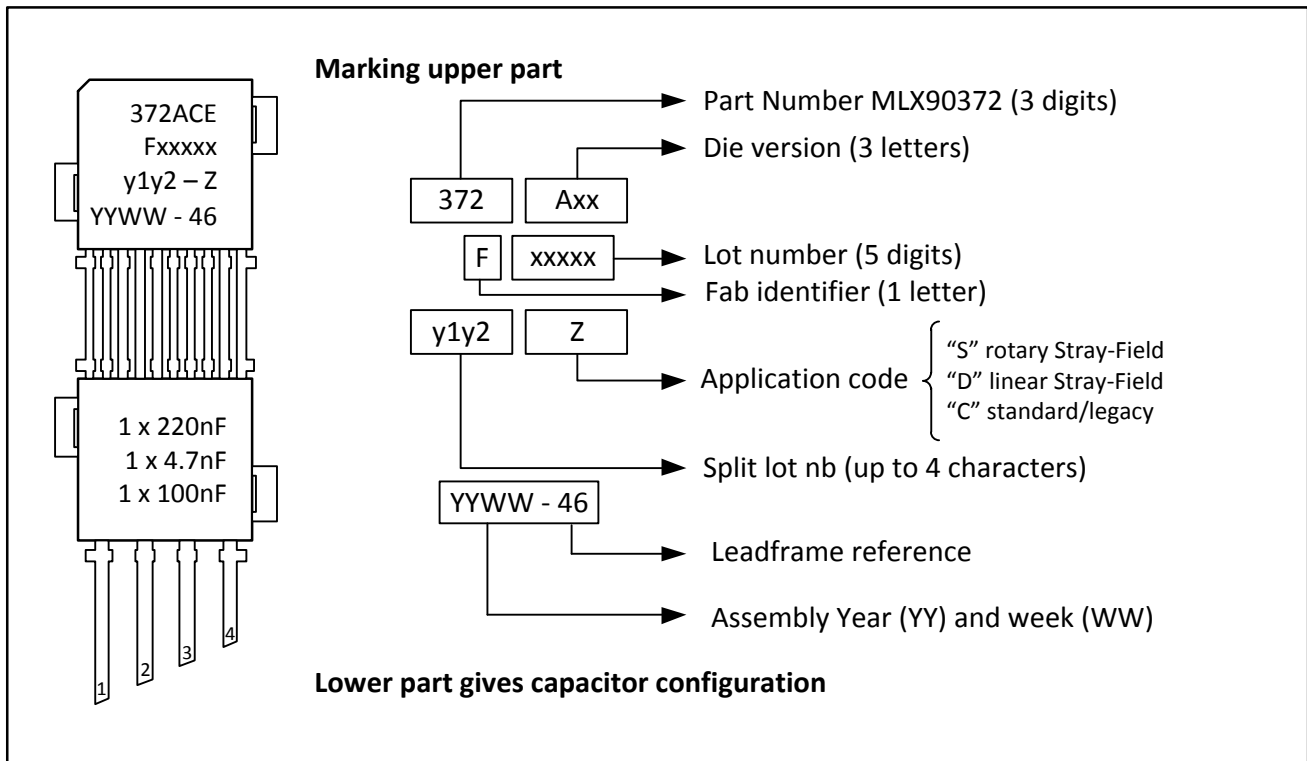 Marking upper part
372ACE
Fxxxxx
y1y2 – Z
YYWW - 46
1 x 220nF
1 x 4.7nF
1 x 100nF
1
2
3
4
Part Number MLX90372 (3 digits)
Die version (3 letters)
372 Axx
F xxxxx
Lot number (5 digits)
Fab identifier (1 letter)
y1y2 Z
Application code
“S” rotary Stray-Field
“D” linear Stray-Field
“C” standard/legacy
Split lot nb (up to 4 characters)
YYWW - 46
Leadframe reference
Assembly Year (YY) and week (WW)
Lower part gives capacitor configuration